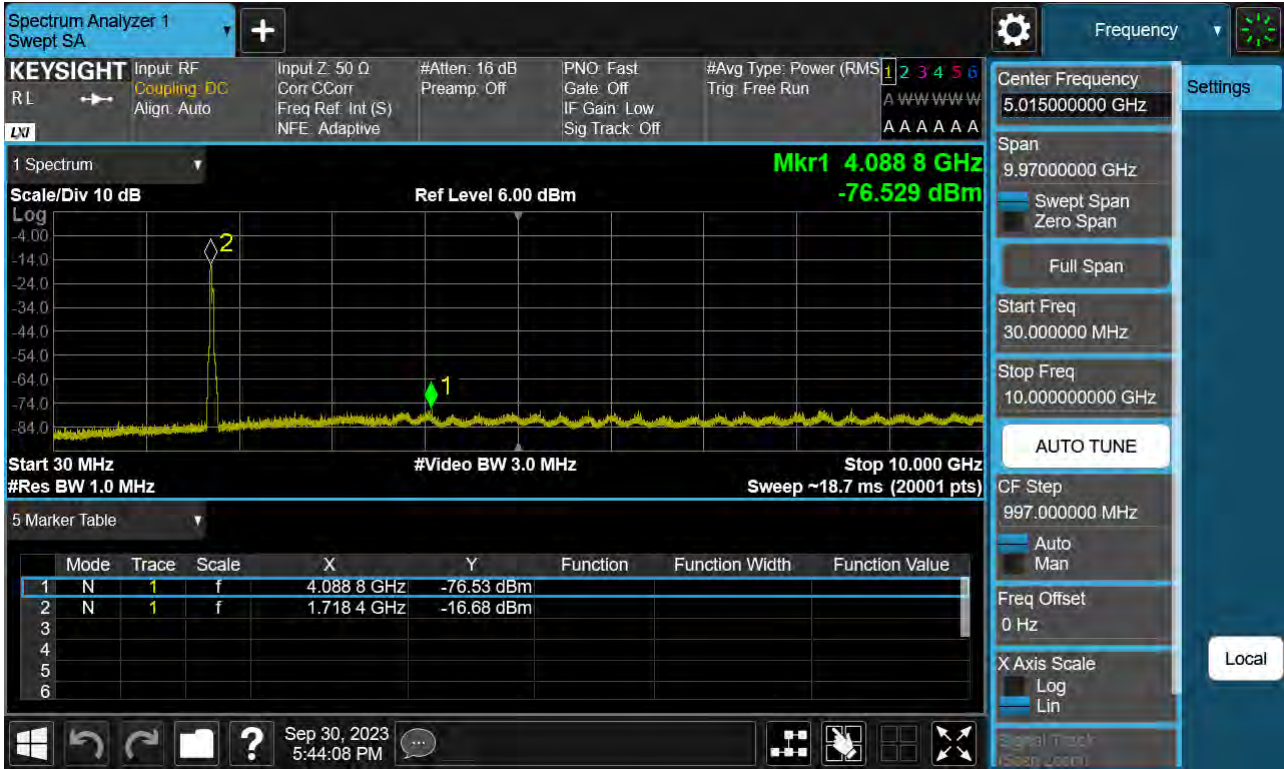 Spectrum Analyzer 1
Swept SA
Frequency
KEYSIGHT
RL
LXI
Input: RF
Coupling: DC
Align: Auto
Input Z: 50 Ω
Corr CCorr
Freq Ref: Int (S)
NFE: Adaptive
#Atten: 16 dB
Preamp: Off
PNO: Fast
Gate: Off
IF Gain: Low
Sig Track: Off
#Avg Type: Power (RMS
Trig: Free Run
1 2 3 4 5 6
A W W W W W
A A A A A A
1 Spectrum
Mkr1 4.088 8 GHz
Scale/Div 10 dB
Ref Level 6.00 dBm
-76.529 dBm
Log
-4.00
2
-14.0
-24.0
-34.0
-44.0
-54.0
-64.0
1
-74.0
-84.0
Start 30 MHz
#Video BW 3.0 MHz
Stop 10.000 GHz
#Res BW 1.0 MHz
Sweep ~18.7 ms (20001 pts)
5 Marker Table
Mode Trace Scale X Y Function Function Width Function Value
1 N 1 f 4.088 8 GHz -76.53 dBm
2 N 1 f 1.718 4 GHz -16.68 dBm
3
4
5
6
Sep 30, 2023
5:44:08 PM
Center Frequency
5.015000000 GHz
Settings
Span
9.97000000 GHz
Swept Span
Zero Span
Full Span
Start Freq
30.000000 MHz
Stop Freq
10.000000000 GHz
AUTO TUNE
CF Step
997.000000 MHz
Auto
Man
Freq Offset
0 Hz
X Axis Scale
Log
Lin
Local
Signal Track
(Span Zoom)